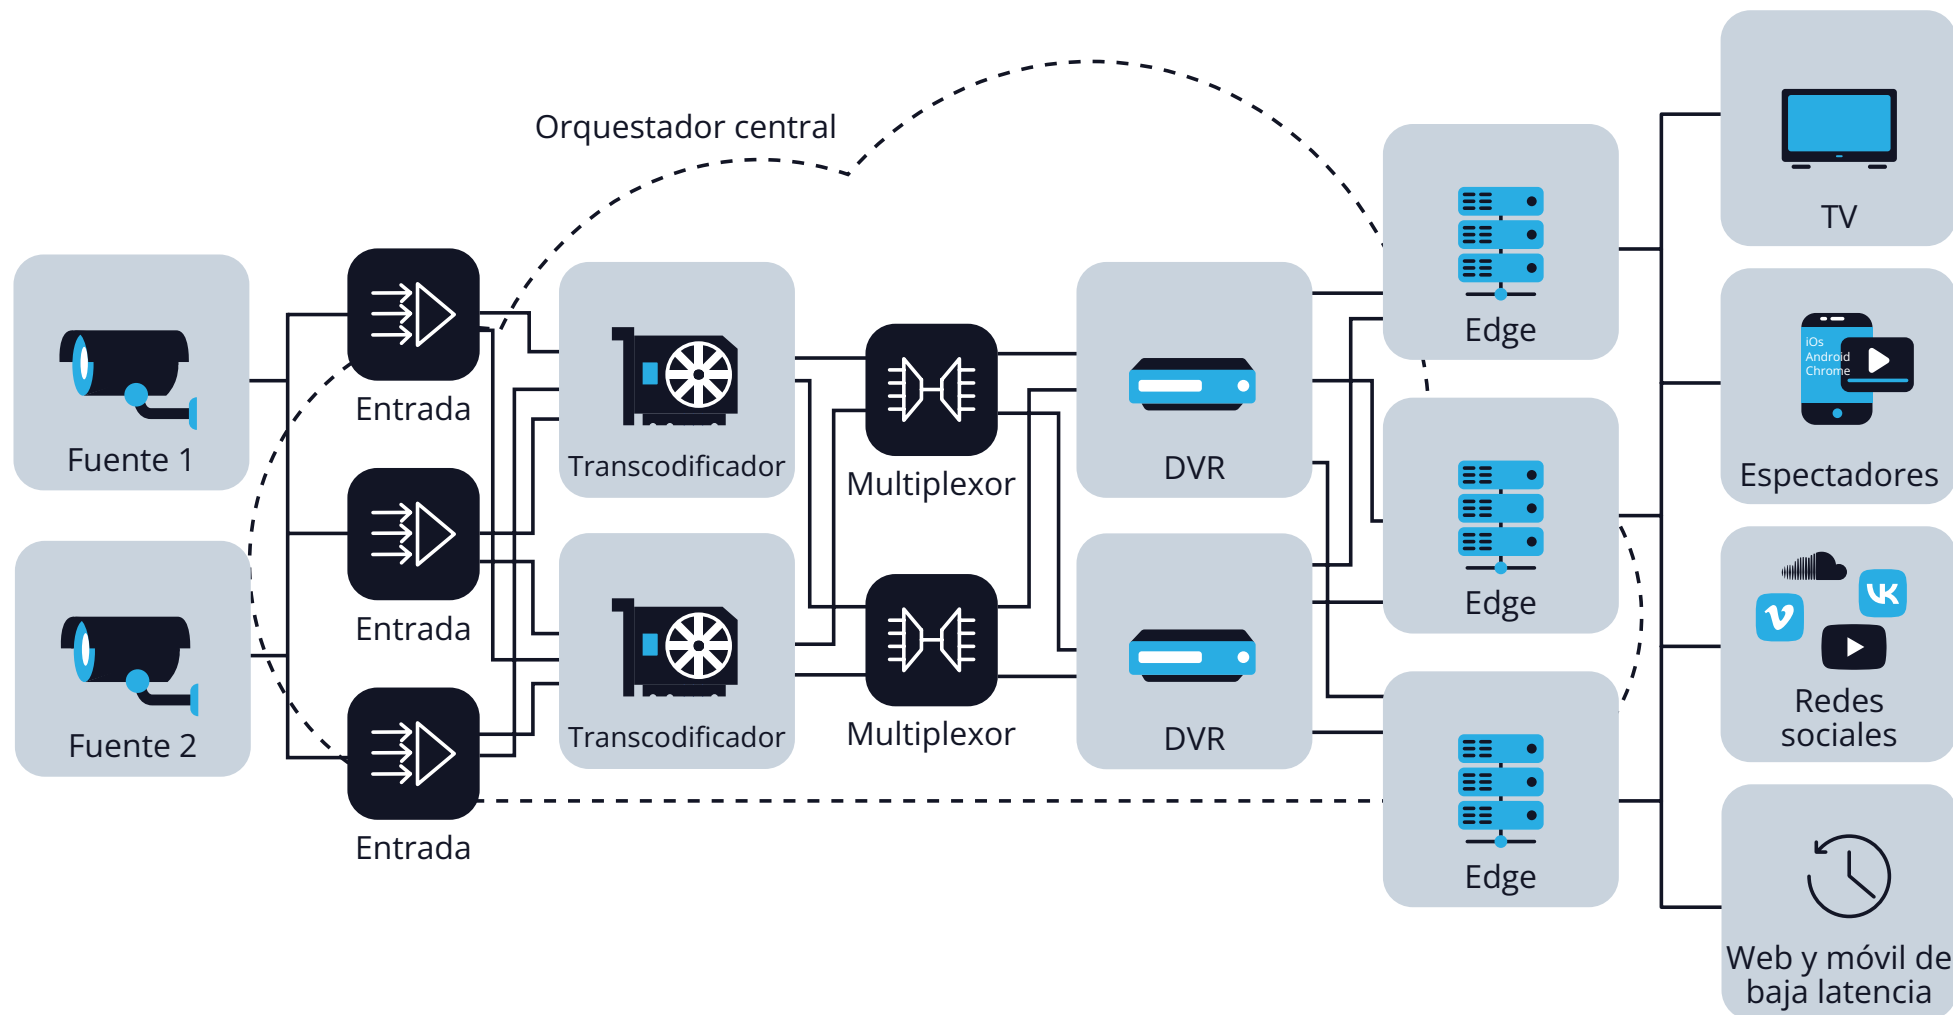 Orquestador central
Fuente 1
Fuente 2
Entrada
Entrada
Entrada
Transcodificador
Transcodificador
Multiplexor
Multiplexor
DVR
DVR
Edge
Edge
Edge
TV
iOs
Android
Chrome
Espectadores
VK
Redes
sociales
Web y móvil de
baja latencia